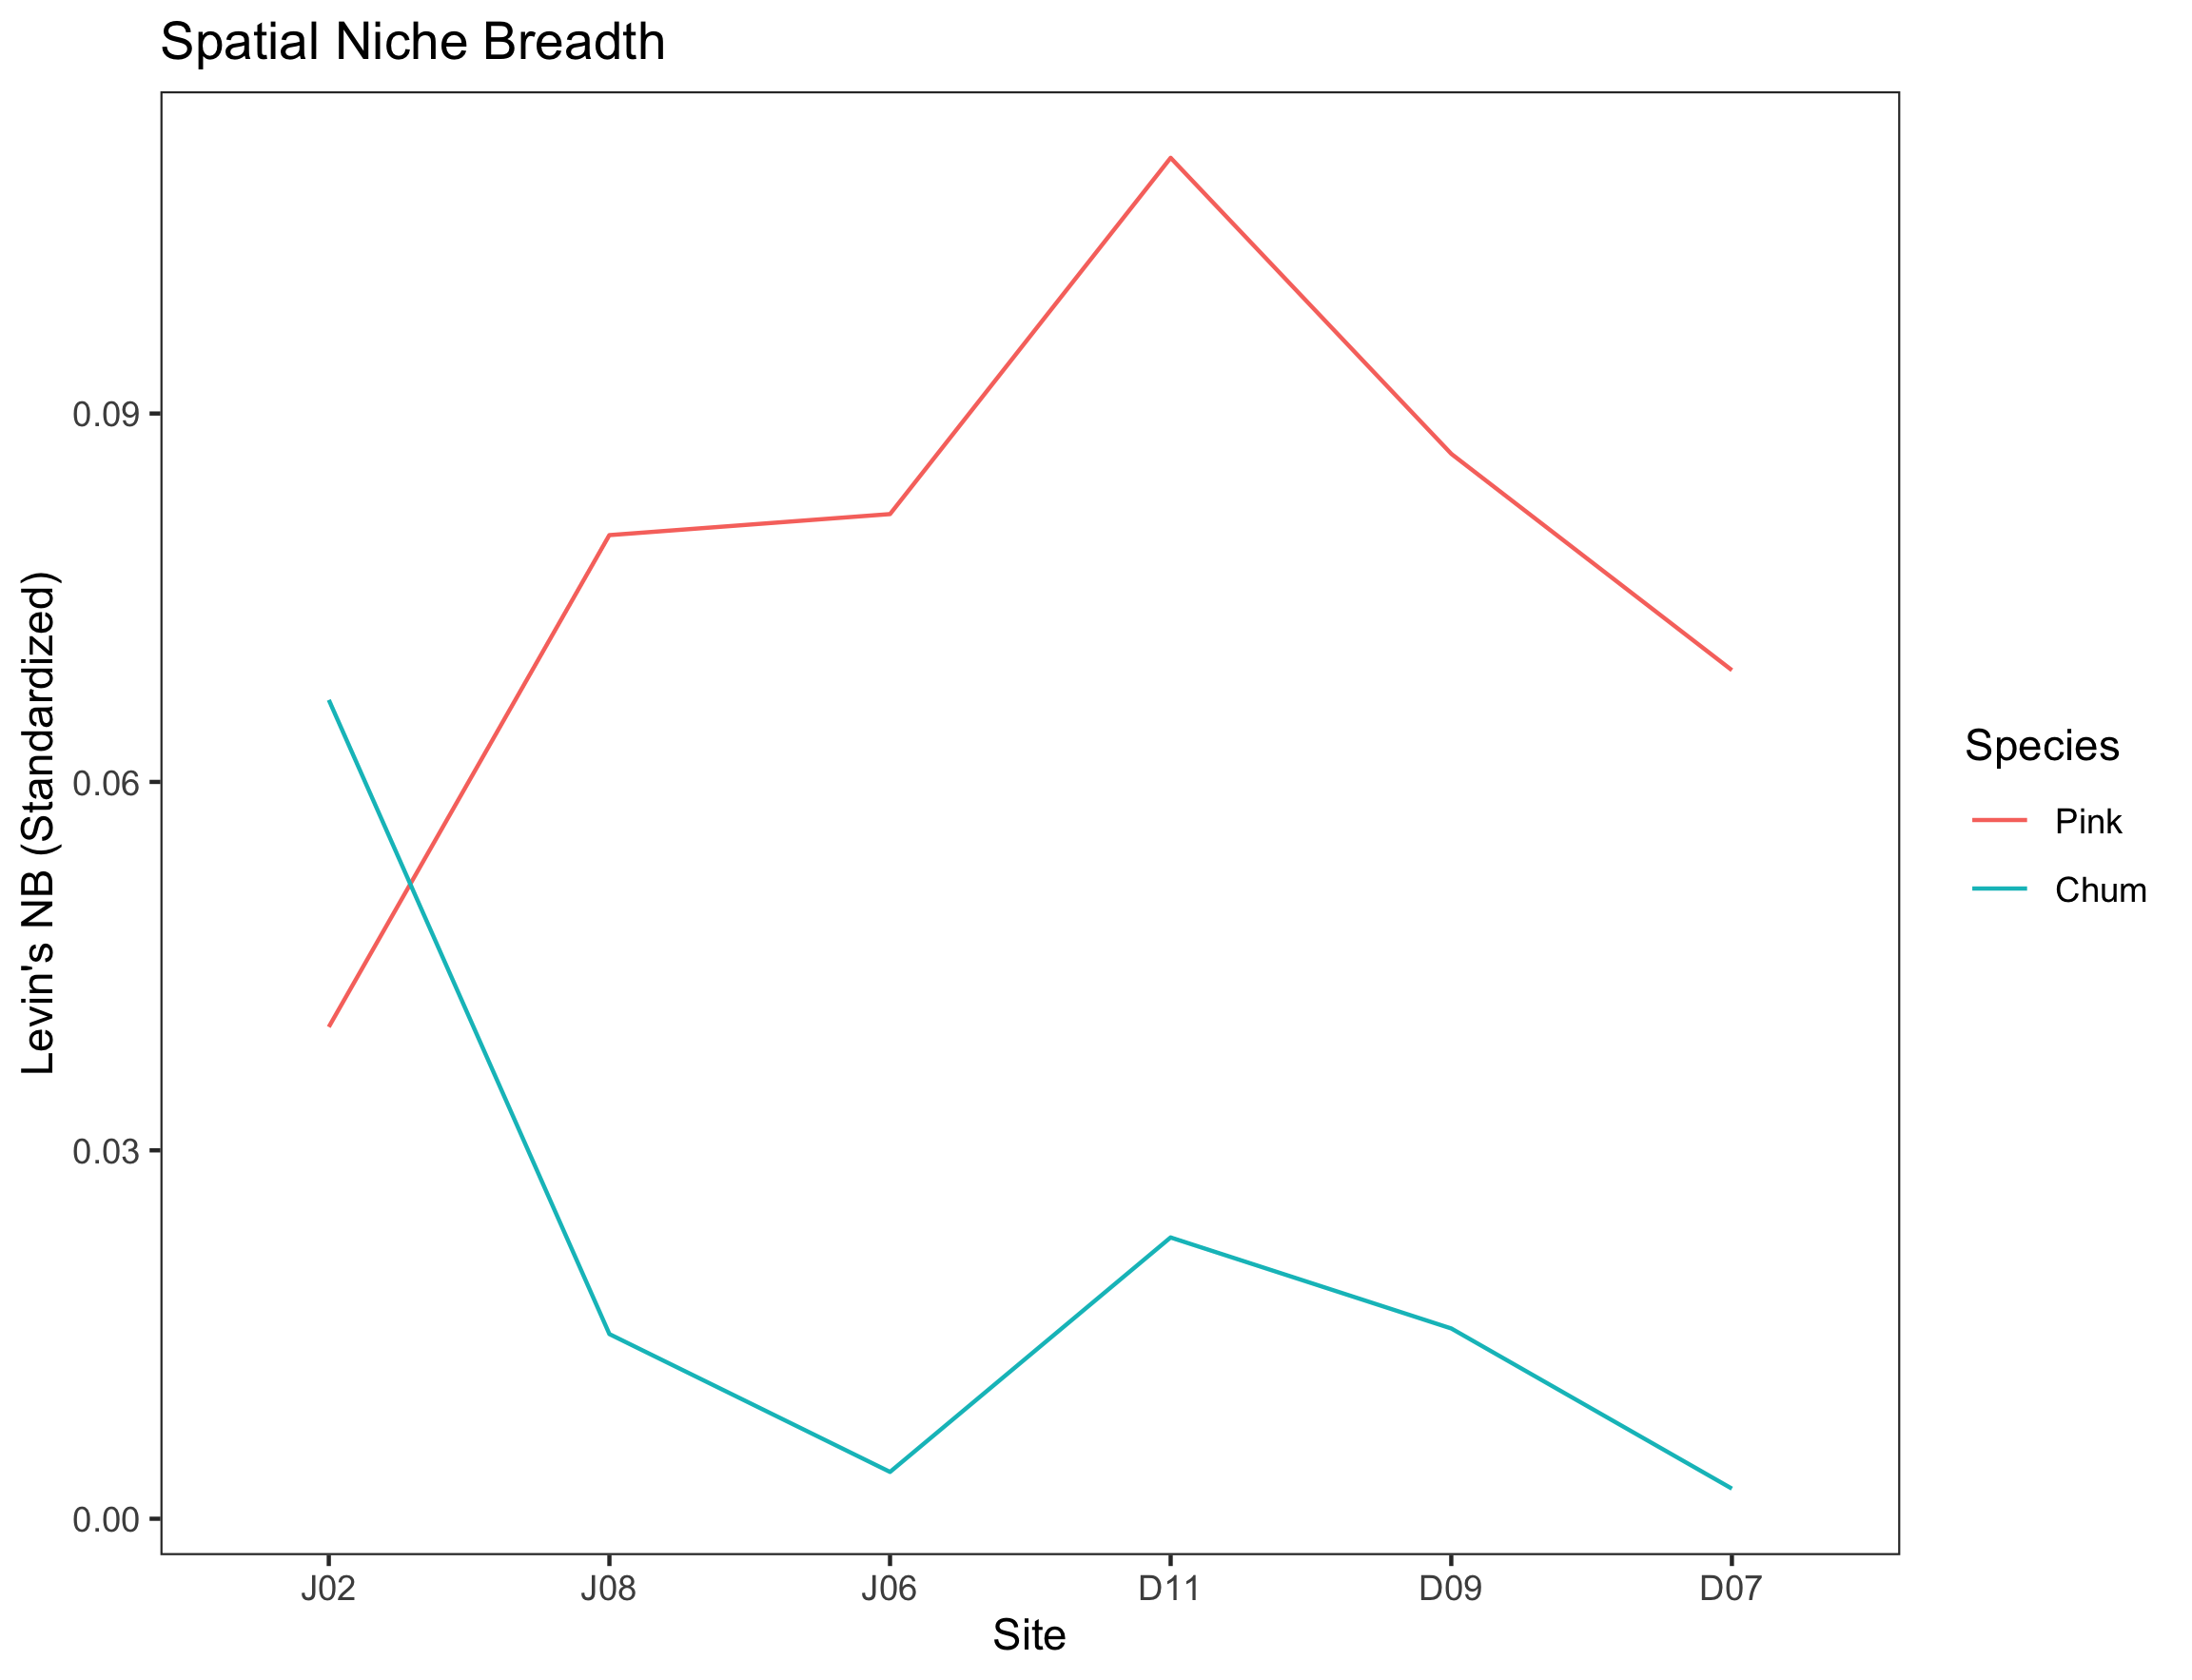 Spatial Niche Breadth
Levin's NB (Standardized)
0.09
0.06
0.03
0.00
J02 J08 J06 D11 D09 D07
Site
Species
Pink
Chum